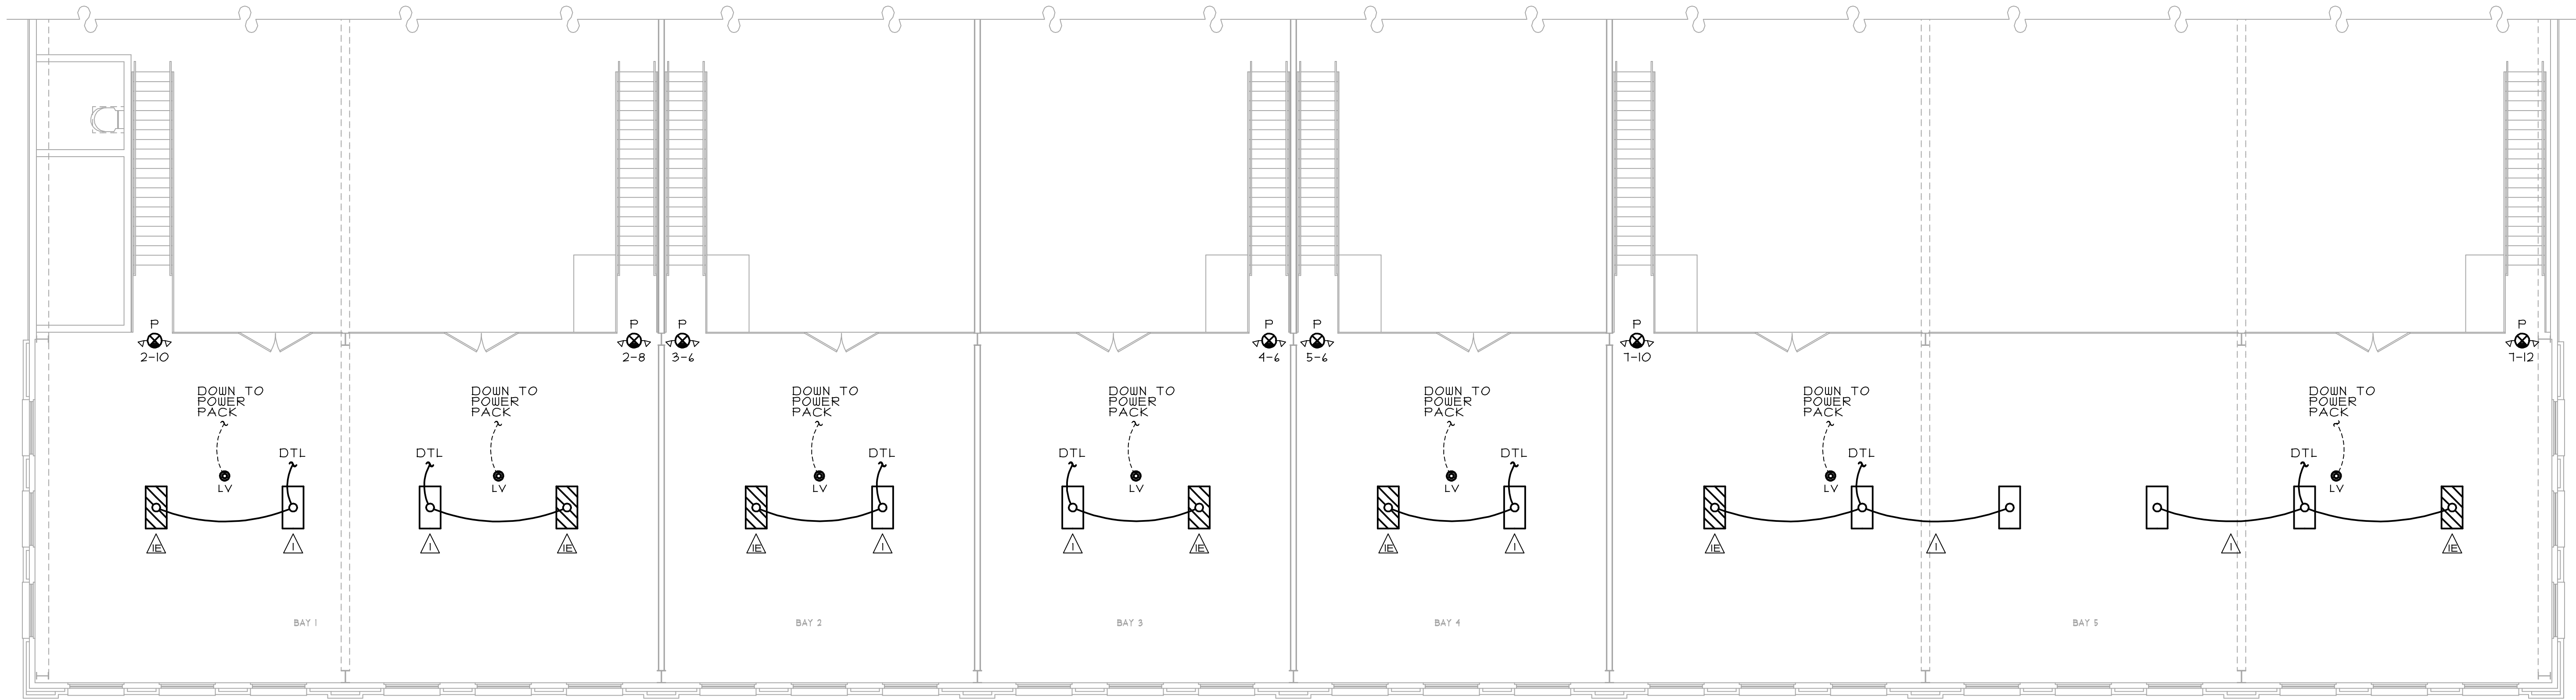 P
2-10
P
2-8
P
3-6
P
4-6
P
5-6
P
7-10
P
7-12
DOWN TO
POWER
PACK
DOWN TO
POWER
PACK
DOWN TO
POWER
PACK
DOWN TO
POWER
PACK
DOWN TO
POWER
PACK
DOWN TO
POWER
PACK
DOWN TO
POWER
PACK
LV
DTL
DTL
LV
LV
DTL
DTL
LV
LV
DTL
LV
DTL
DTL
LV
1E
1
1
1E
1E
1
1
1E
1E
1
1E
1
1
1E
BAY 1
BAY 2
BAY 3
BAY 4
BAY 5